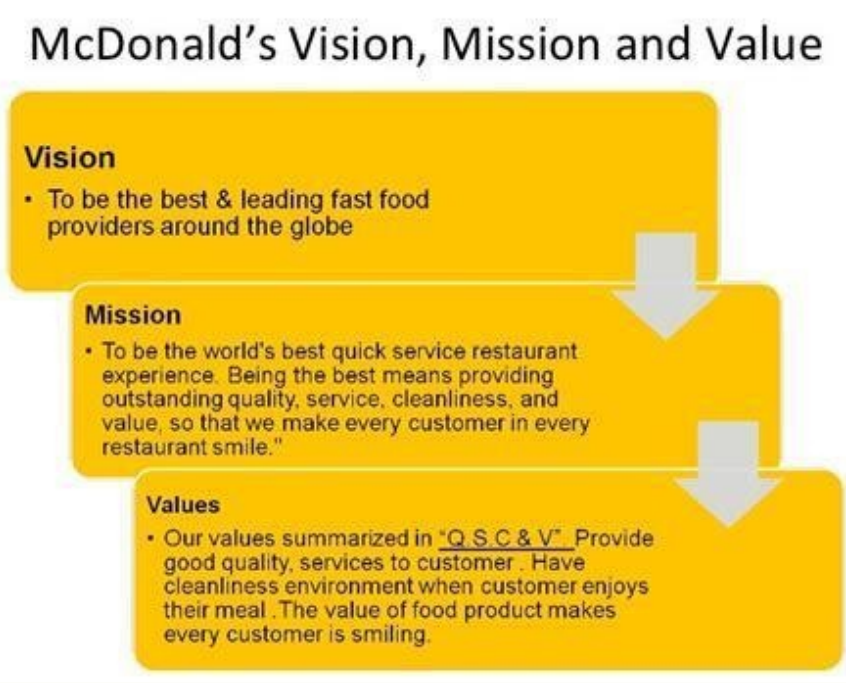 McDonald's Vision, Mission and Value
Vision
• To be the best & leading fast food
providers around the globe
Mission
• To be the world's best quick service restaurant
experience. Being the best means providing
outstanding quality, service, cleanliness, and
value, so that we make every customer in every
restaurant smile."
Values
• Our values summarized in “Q.S.C & V”. Provide
good quality, services to customer . Have
cleanliness environment when customer enjoys
their meal .The value of food product makes
every customer is smiling.